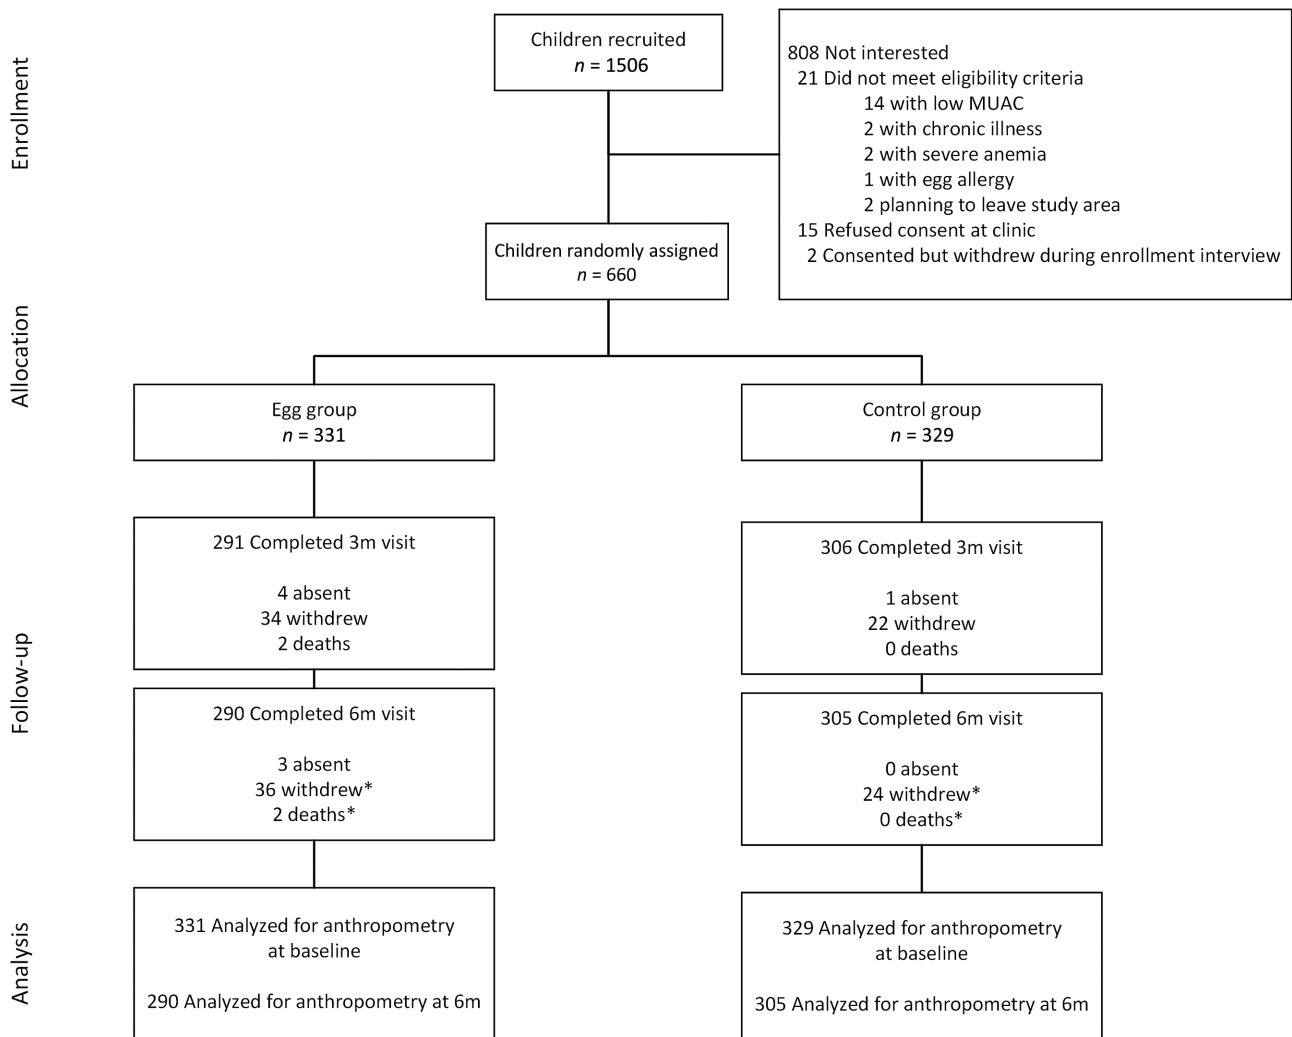 Enrollment
Children recruited
n = 1506
808 Not interested
21 Did not meet eligibility criteria
14 with low MUAC
2 with chronic illness
2 with severe anemia
1 with egg allergy
2 planning to leave study area
15 Refused consent at clinic
2 Consented but withdrew during enrollment interview
Children randomly assigned
n = 660
Allocation
Egg group
n = 331
Control group
n = 329
Follow-up
291 Completed 3m visit
4 absent
34 withdrew
2 deaths
306 Completed 3m visit
1 absent
22 withdrew
0 deaths
290 Completed 6m visit
3 absent
36 withdrew*
2 deaths*
305 Completed 6m visit
0 absent
24 withdrew*
0 deaths*
Analysis
331 Analyzed for anthropometry
at baseline
290 Analyzed for anthropometry at 6m
329 Analyzed for anthropometry
at baseline
305 Analyzed for anthropometry at 6m